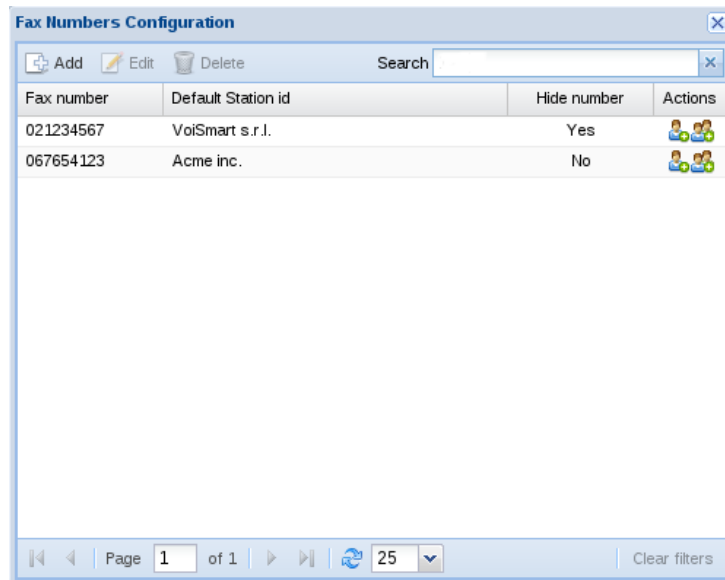 Fax Numbers Configuration
Add Edit Delete Search
Fax number Default Station id Hide number Actions
021234567 VoiSmart s.r.l. Yes
067654123 Acme inc. No
Page 1 of 1 25 Clear filters